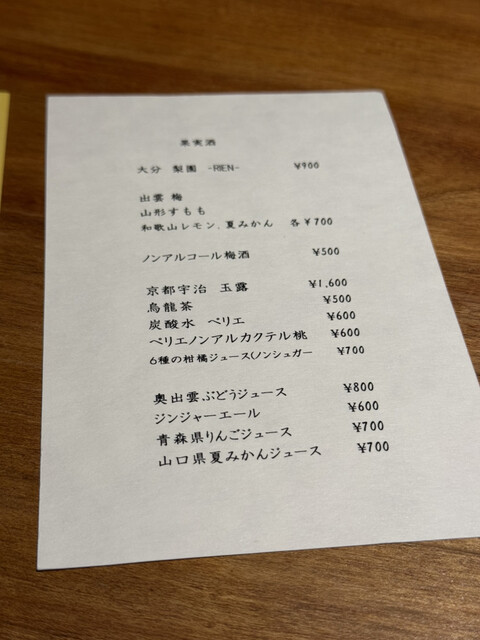 果実酒
大分 梨園 -RIEN- ¥900
出雲 梅
山形すもも
和歌山レモン、夏みかん 各¥700
ノンアルコール梅酒 ¥500
京都宇治 玉露 ¥1,600
烏龍茶 ¥500
炭酸水 ペリエ ¥600
ペリエノンアルカクテル桃 ¥600
6種の柑橘ジュース(ノンシュガー ¥700
奥出雲ぶどうジュース ¥800
ジンジャーエール ¥600
青森県りんごジュース ¥700
山口県夏みかんジュース ¥700